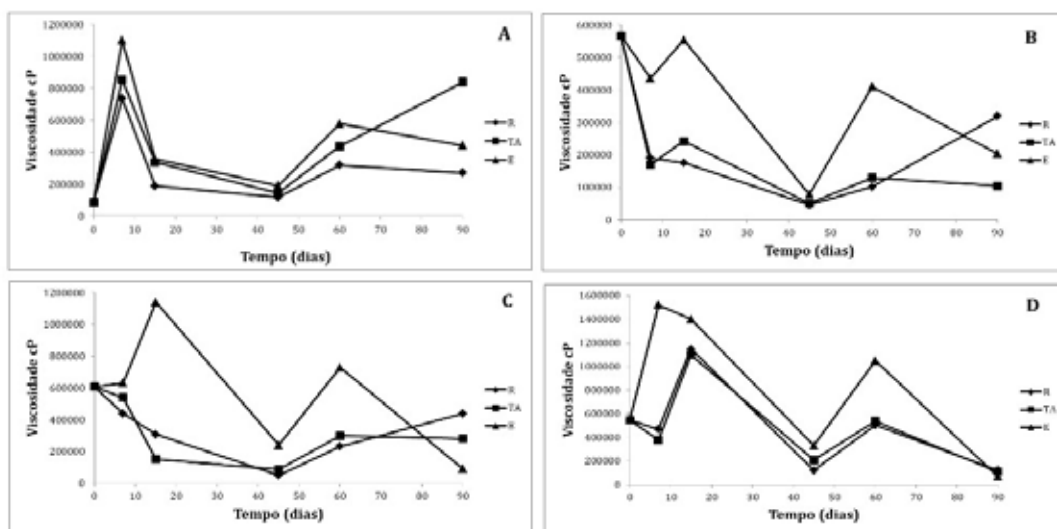 A
Viscosidade cP
1200000
1000000
800000
600000
400000
200000
0
0 10 20 30 40 50 60 70 80 90
Tempo (dias)
R
TA
E
B
Viscosidade cP
600000
500000
400000
300000
200000
100000
0
0 10 20 30 40 50 60 70 80 90
Tempo (dias)
R
TA
E
C
Viscosidade cP
1200000
1000000
800000
600000
400000
200000
0
0 10 20 30 40 50 60 70 80 90
Tempo (dias)
R
TA
E
D
Viscosidade cP
1600000
1400000
1200000
1000000
800000
600000
400000
200000
0
0 10 20 30 40 50 60 70 80 90
Tempo (dias)
R
TA
E